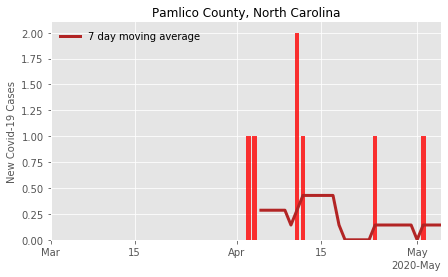 Pamlico County, North Carolina
7 day moving average
New Covid-19 Cases
2.00
1.75
1.50
1.25
1.00
0.75
0.50
0.25
0.00
Mar 15 Apr 15 May
2020-May